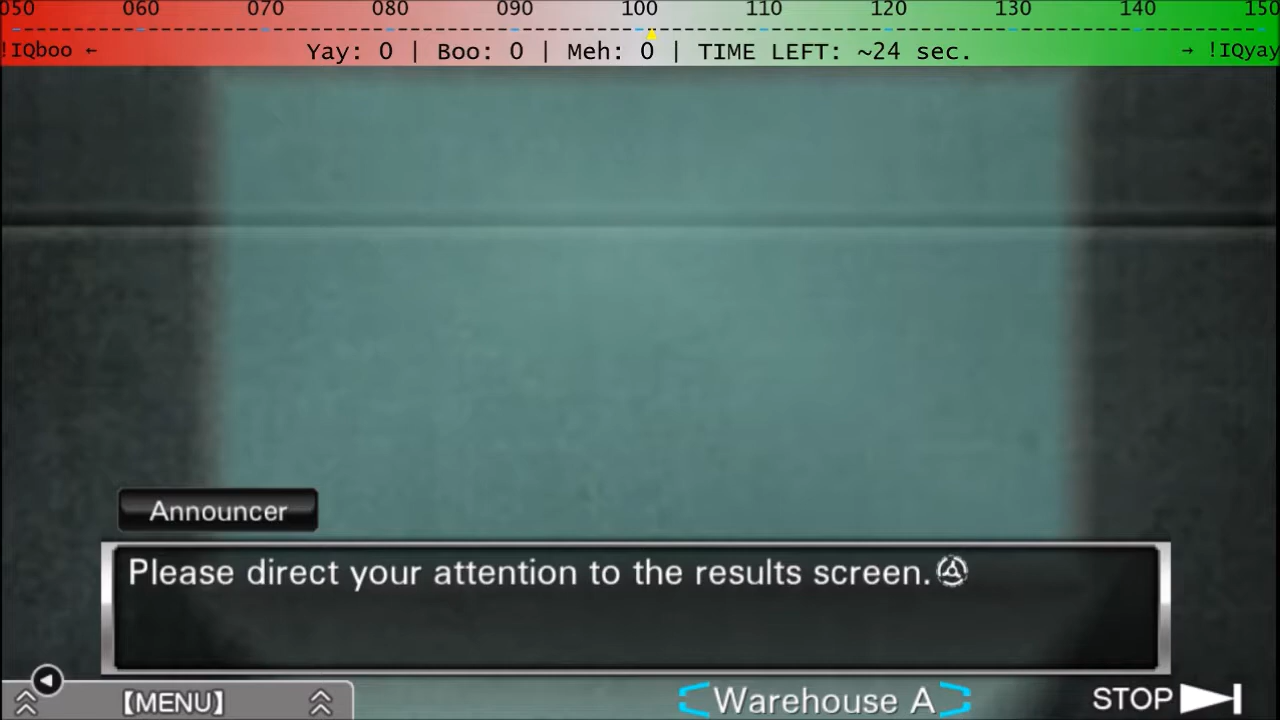 050 060 070 080 090 100 110 120 130 140 150
!IQboo ← Yay: 0 | Boo: 0 | Meh: 0 | TIME LEFT: ~24 sec. → !IQyay
Announcer
Please direct your attention to the results screen.
【MENU】 Warehouse A STOP